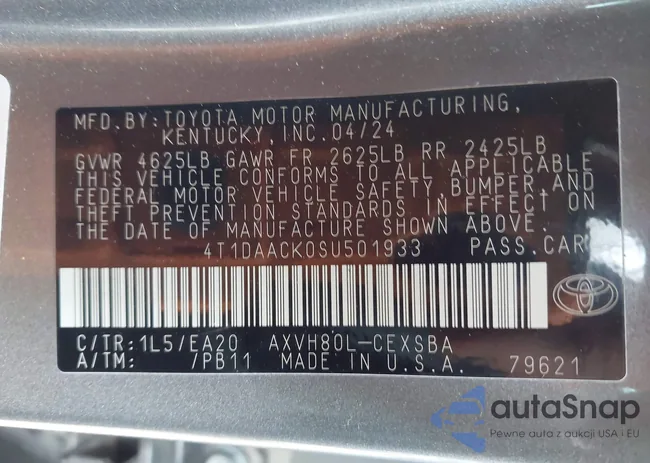 MFD.BY: TOYOTA MOTOR MANUFACTURING,
KENTUCKY, INC. 04/24
GVWR 4625LB GAWR FR 2625LB RR 2425LB
THIS VEHICLE CONFORMS TO ALL APPLICABLE
FEDERAL MOTOR VEHICLE SAFETY, BUMPER, AND
THEFT PREVENTION STANDARDS IN EFFECT ON
THE DATE OF MANUFACTURE SHOWN ABOVE.
4T1DAACK0SU501933 PASS.CAR
C/TR: 1L5/EA20 AXVH80L-CEXSBA
A/TM: /PB11 MADE IN U.S.A. 79621
autaSnap
Pewne auta z aukcji USA i EU